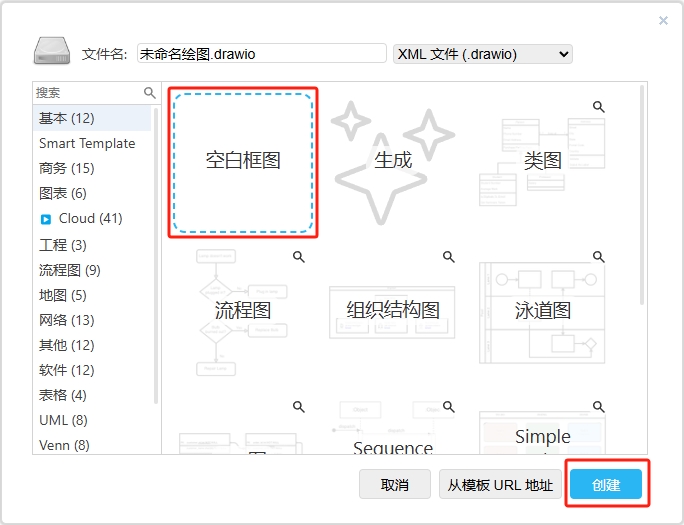 文件名:
未命名绘图.drawio
XML 文件 (.drawio)
搜索
基本 (12)
Smart Template
商务 (15)
图表 (6)
Cloud (41)
工程 (3)
流程图 (9)
地图 (5)
网络 (13)
其他 (12)
软件 (12)
表格 (4)
UML (8)
Venn (8)
空白框图
生成
类图
流程图
组织结构图
泳道图
Sequence
Simple
取消
从模板 URL 地址
创建